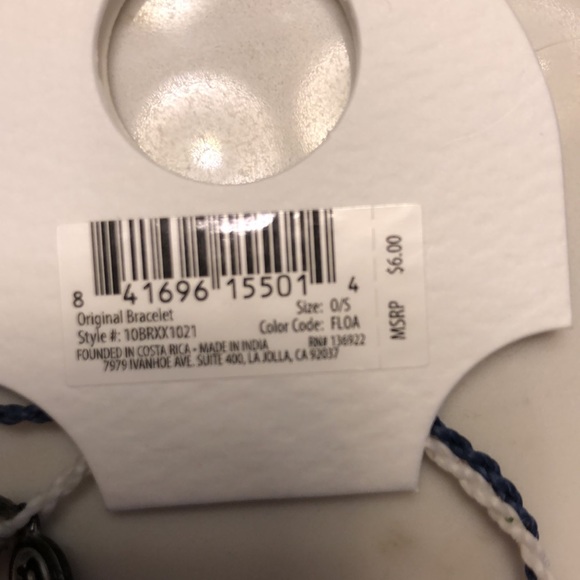 8 41696 15501 4
Original Bracelet
Size: O/S
Style #: 10BRXX1021
Color Code: FLOA
FOUNDED IN COSTA RICA - MADE IN INDIA
RN# 136922
7979 IVANHOE AVE. SUITE 400, LA JOLLA, CA 92037
MSRP $6.00